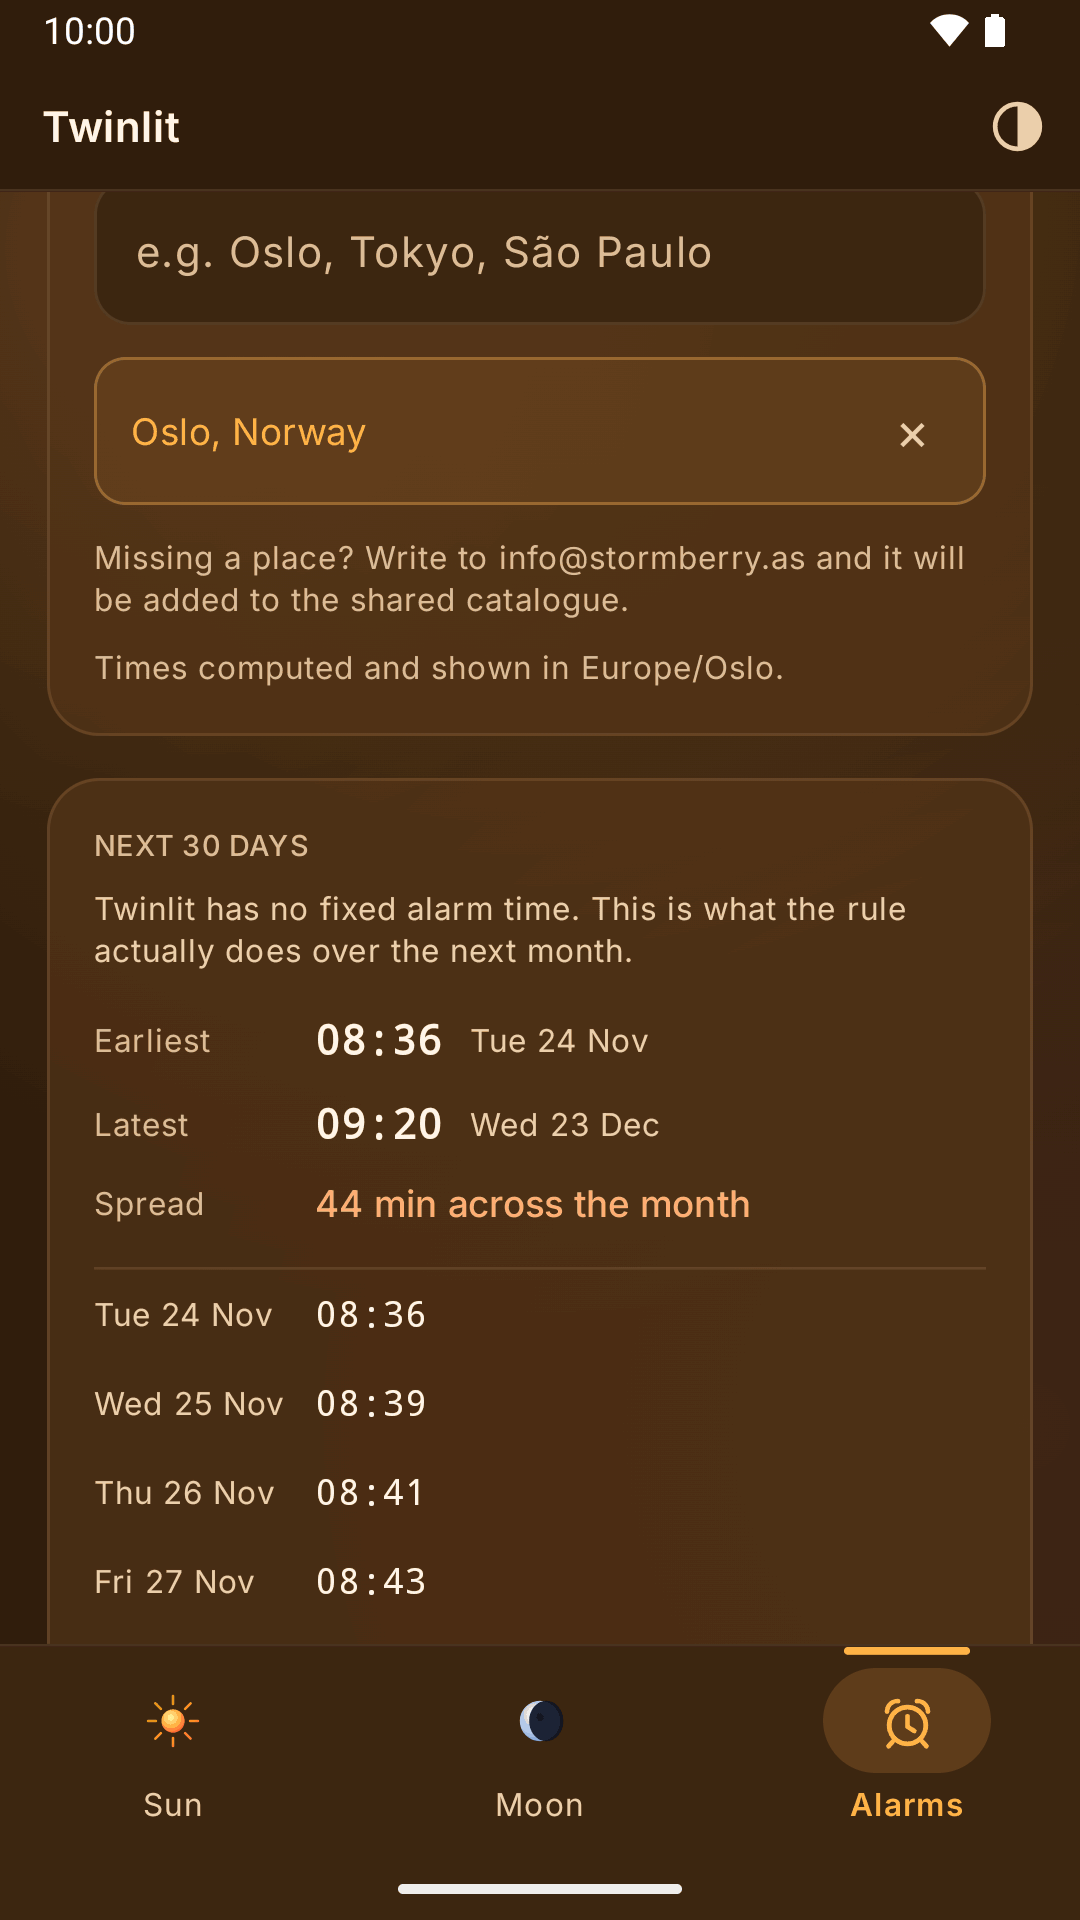 10:00
Twinlit
e.g. Oslo, Tokyo, São Paulo
Oslo, Norway
Missing a place? Write to info@stormberry.as and it will
be added to the shared catalogue.
Times computed and shown in Europe/Oslo.
NEXT 30 DAYS
Twinlit has no fixed alarm time. This is what the rule
actually does over the next month.
Earliest 08:36 Tue 24 Nov
Latest 09:20 Wed 23 Dec
Spread 44 min across the month
Tue 24 Nov 08:36
Wed 25 Nov 08:39
Thu 26 Nov 08:41
Fri 27 Nov 08:43
Sun Moon Alarms